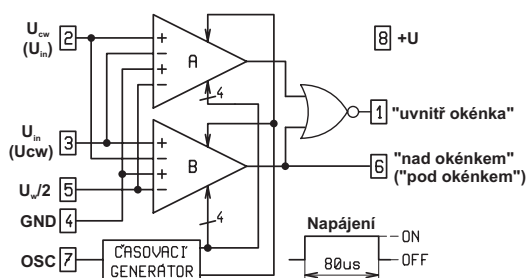 Ucw
(Uin)
2
Uin
(Ucw)
3
Uw/2
5
GND
4
OSC
7
+
−
+
−
A
4
+
−
+
−
B
4
ČASOVACÍ
GENERÁTOR
8 +U
1 "uvnitř okénka"
6 "nad okénkem"
("pod okénkem")
Napájení
ON
OFF
80us